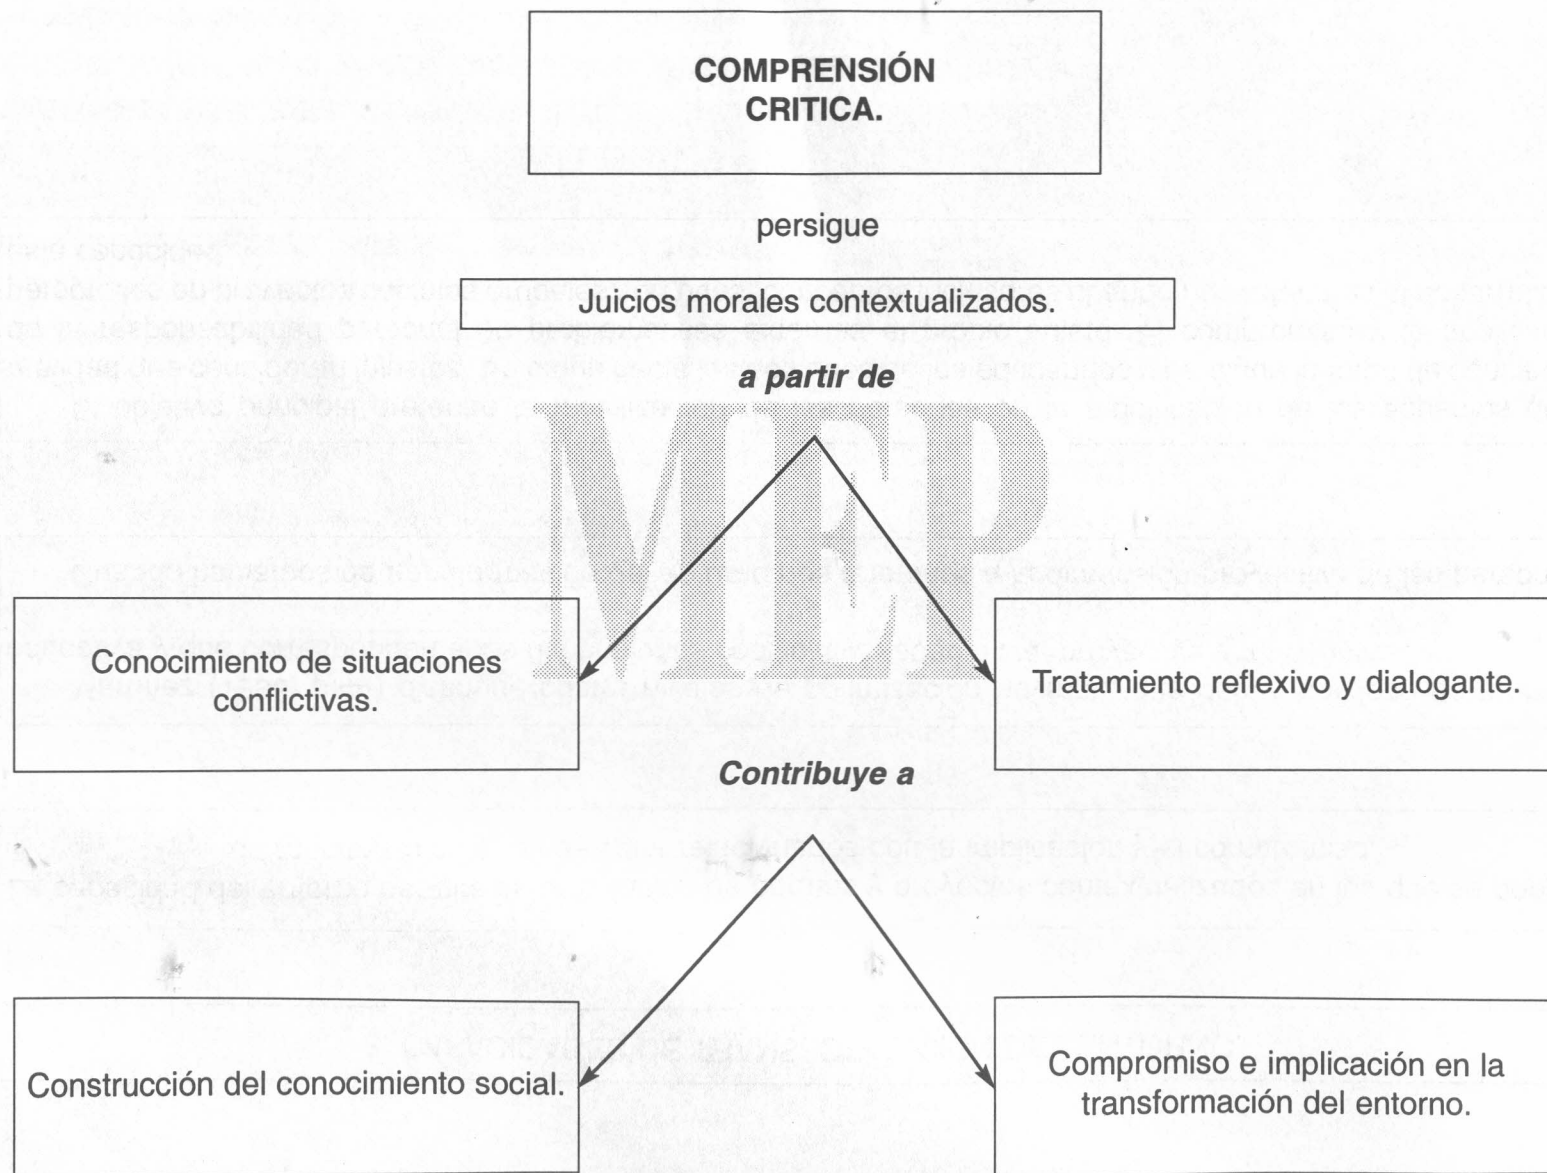 COMPRENSIÓN
CRITICA.
persigue
Juicios morales contextualizados.
a partir de
MEP
Conocimiento de situaciones
conflictivas.
Tratamiento reflexivo y dialogante.
Contribuye a
Construcción del conocimiento social.
Compromiso e implicación en la
transformación del entorno.